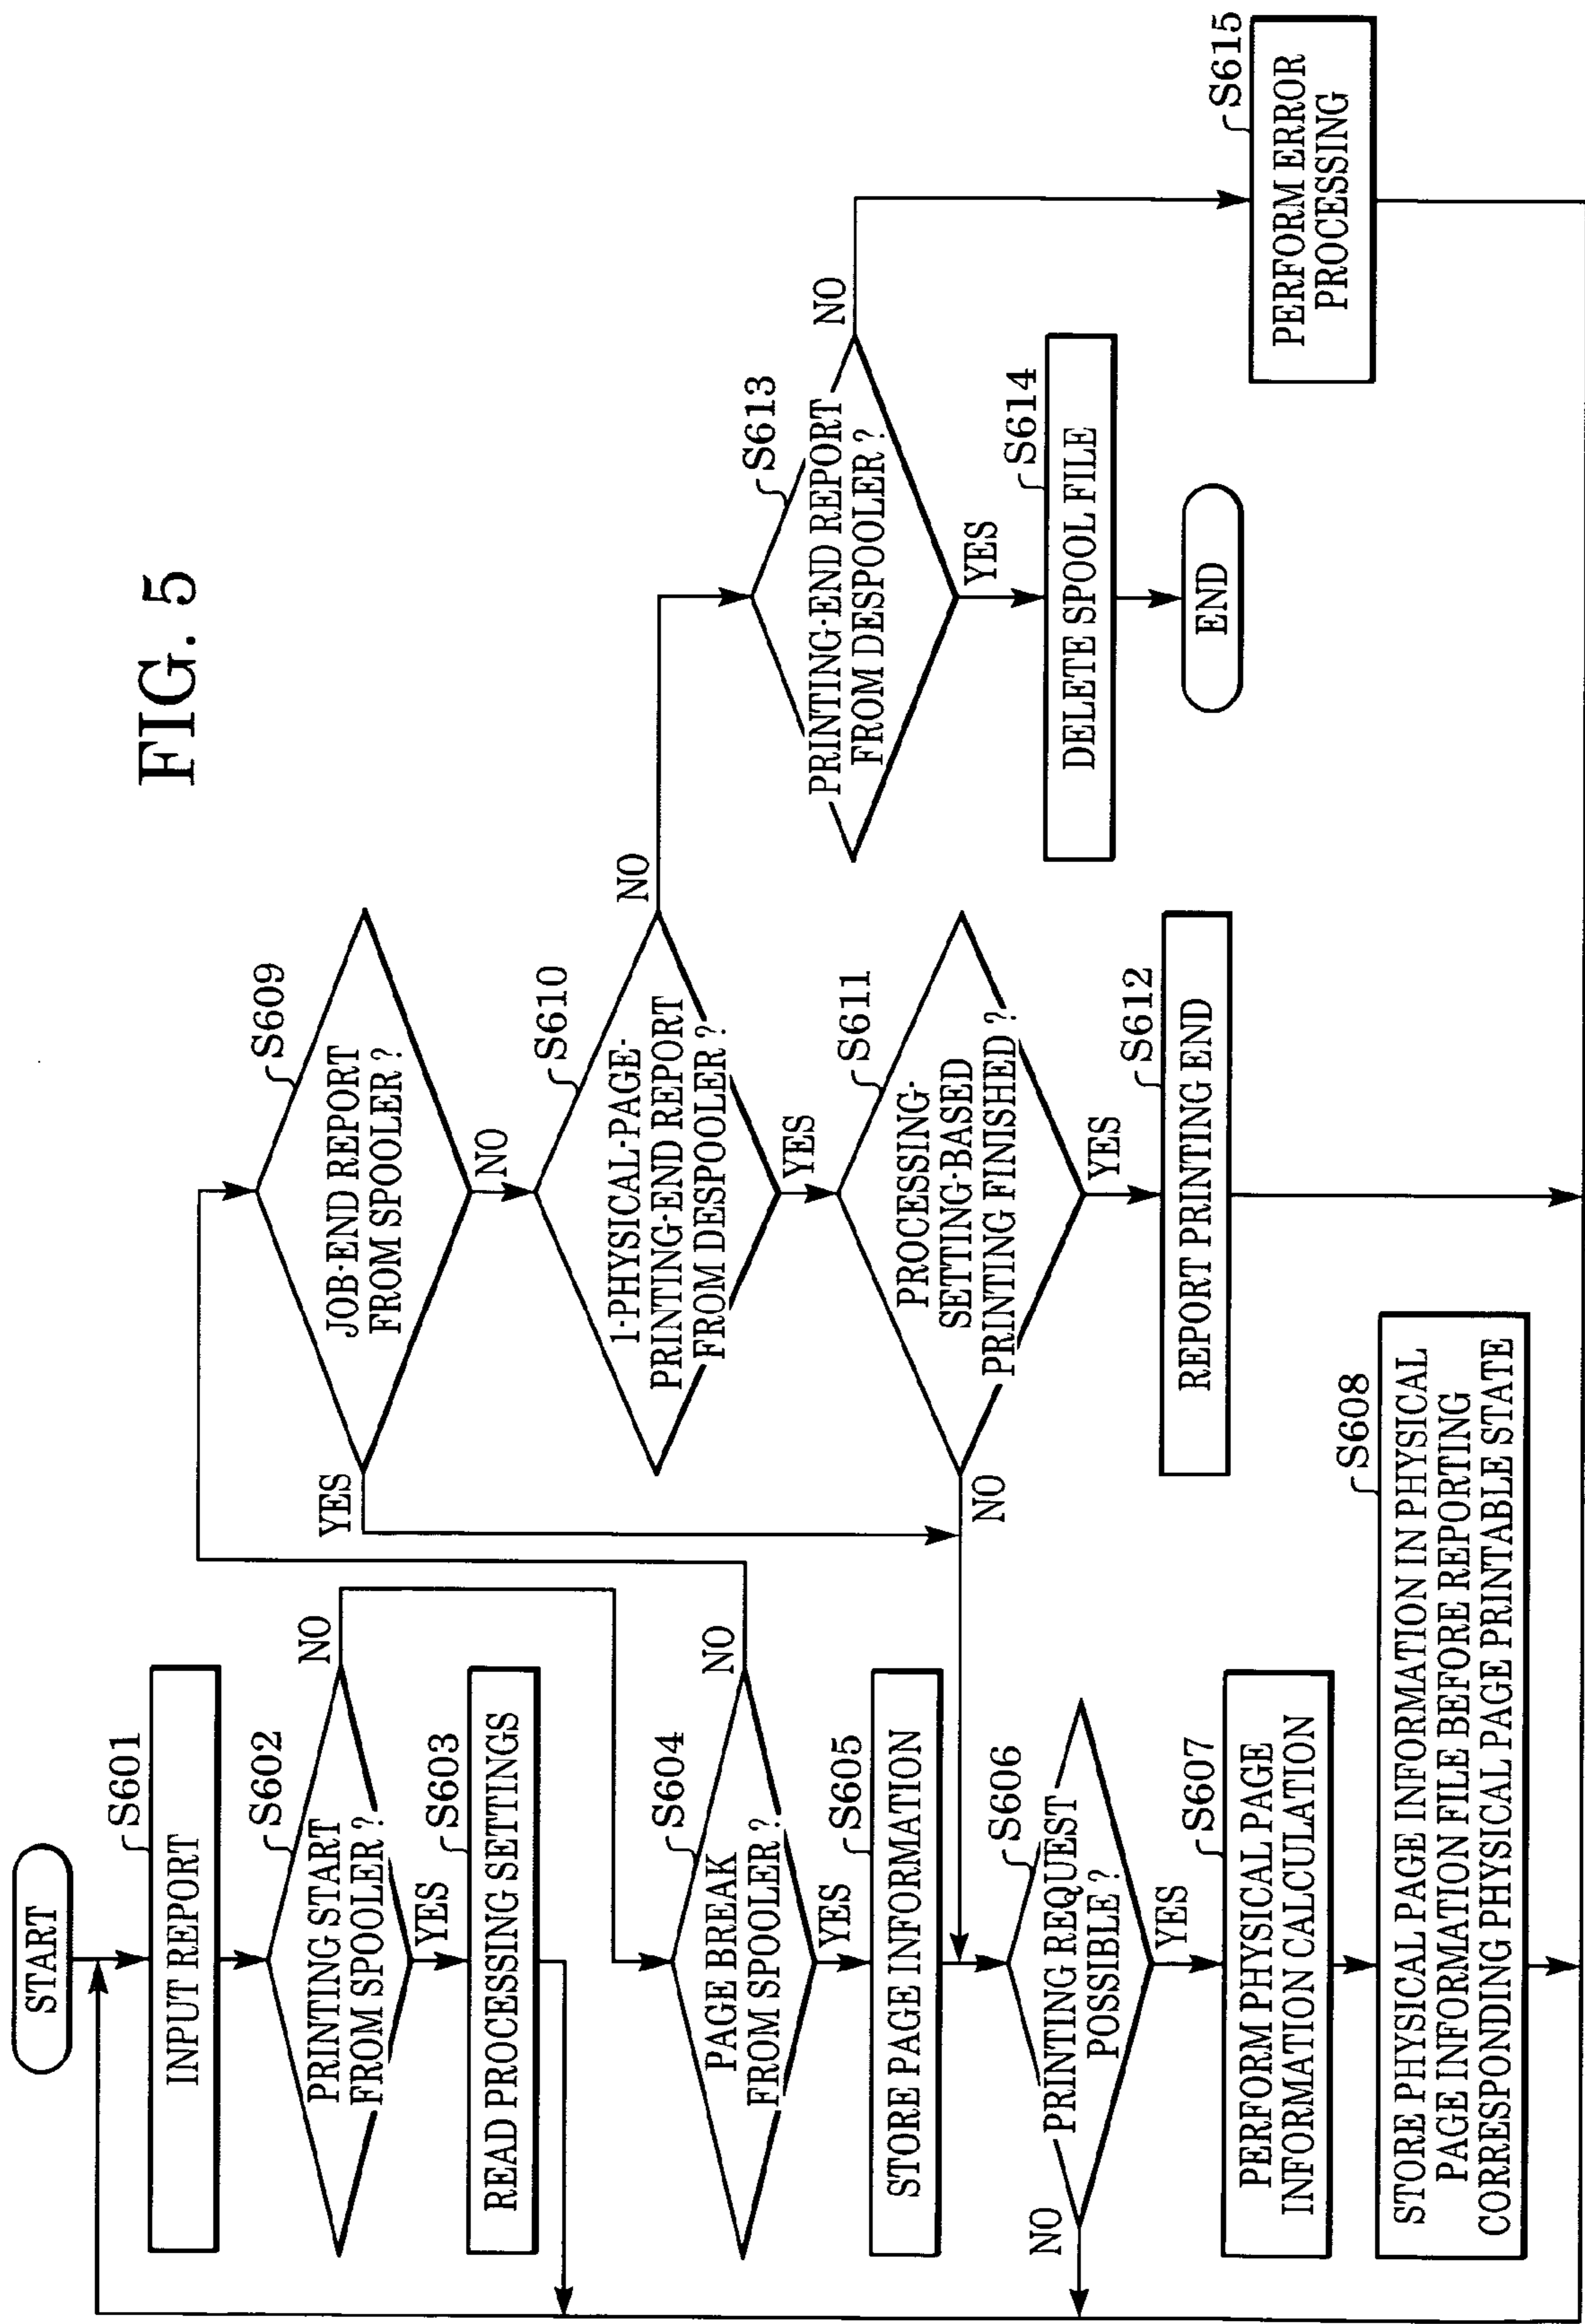 FIG. 5
START
S601
INPUT REPORT
S602
PRINTING START
FROM SPOOLER?
NO
YES
S603
READ PROCESSING SETTINGS
S604
PAGE BREAK
FROM SPOOLER?
NO
YES
S605
STORE PAGE INFORMATION
S606
PRINTING REQUEST
POSSIBLE?
NO
YES
S607
PERFORM PHYSICAL PAGE
INFORMATION CALCULATION
S608
STORE PHYSICAL PAGE INFORMATION IN PHYSICAL
PAGE INFORMATION FILE BEFORE REPORTING
CORRESPONDING PHYSICAL PAGE PRINTABLE STATE
S609
JOB-END REPORT
FROM SPOOLER?
YES
NO
S610
1-PHYSICAL-PAGE-
PRINTING-END REPORT
FROM DESPOOLER?
NO
YES
S611
PROCESSING-
SETTING-BASED
PRINTING FINISHED?
NO
YES
S612
REPORT PRINTING END
S613
PRINTING-END REPORT
FROM DESPOOLER?
NO
YES
S614
DELETE SPOOL FILE
END
S615
PERFORM ERROR
PROCESSING